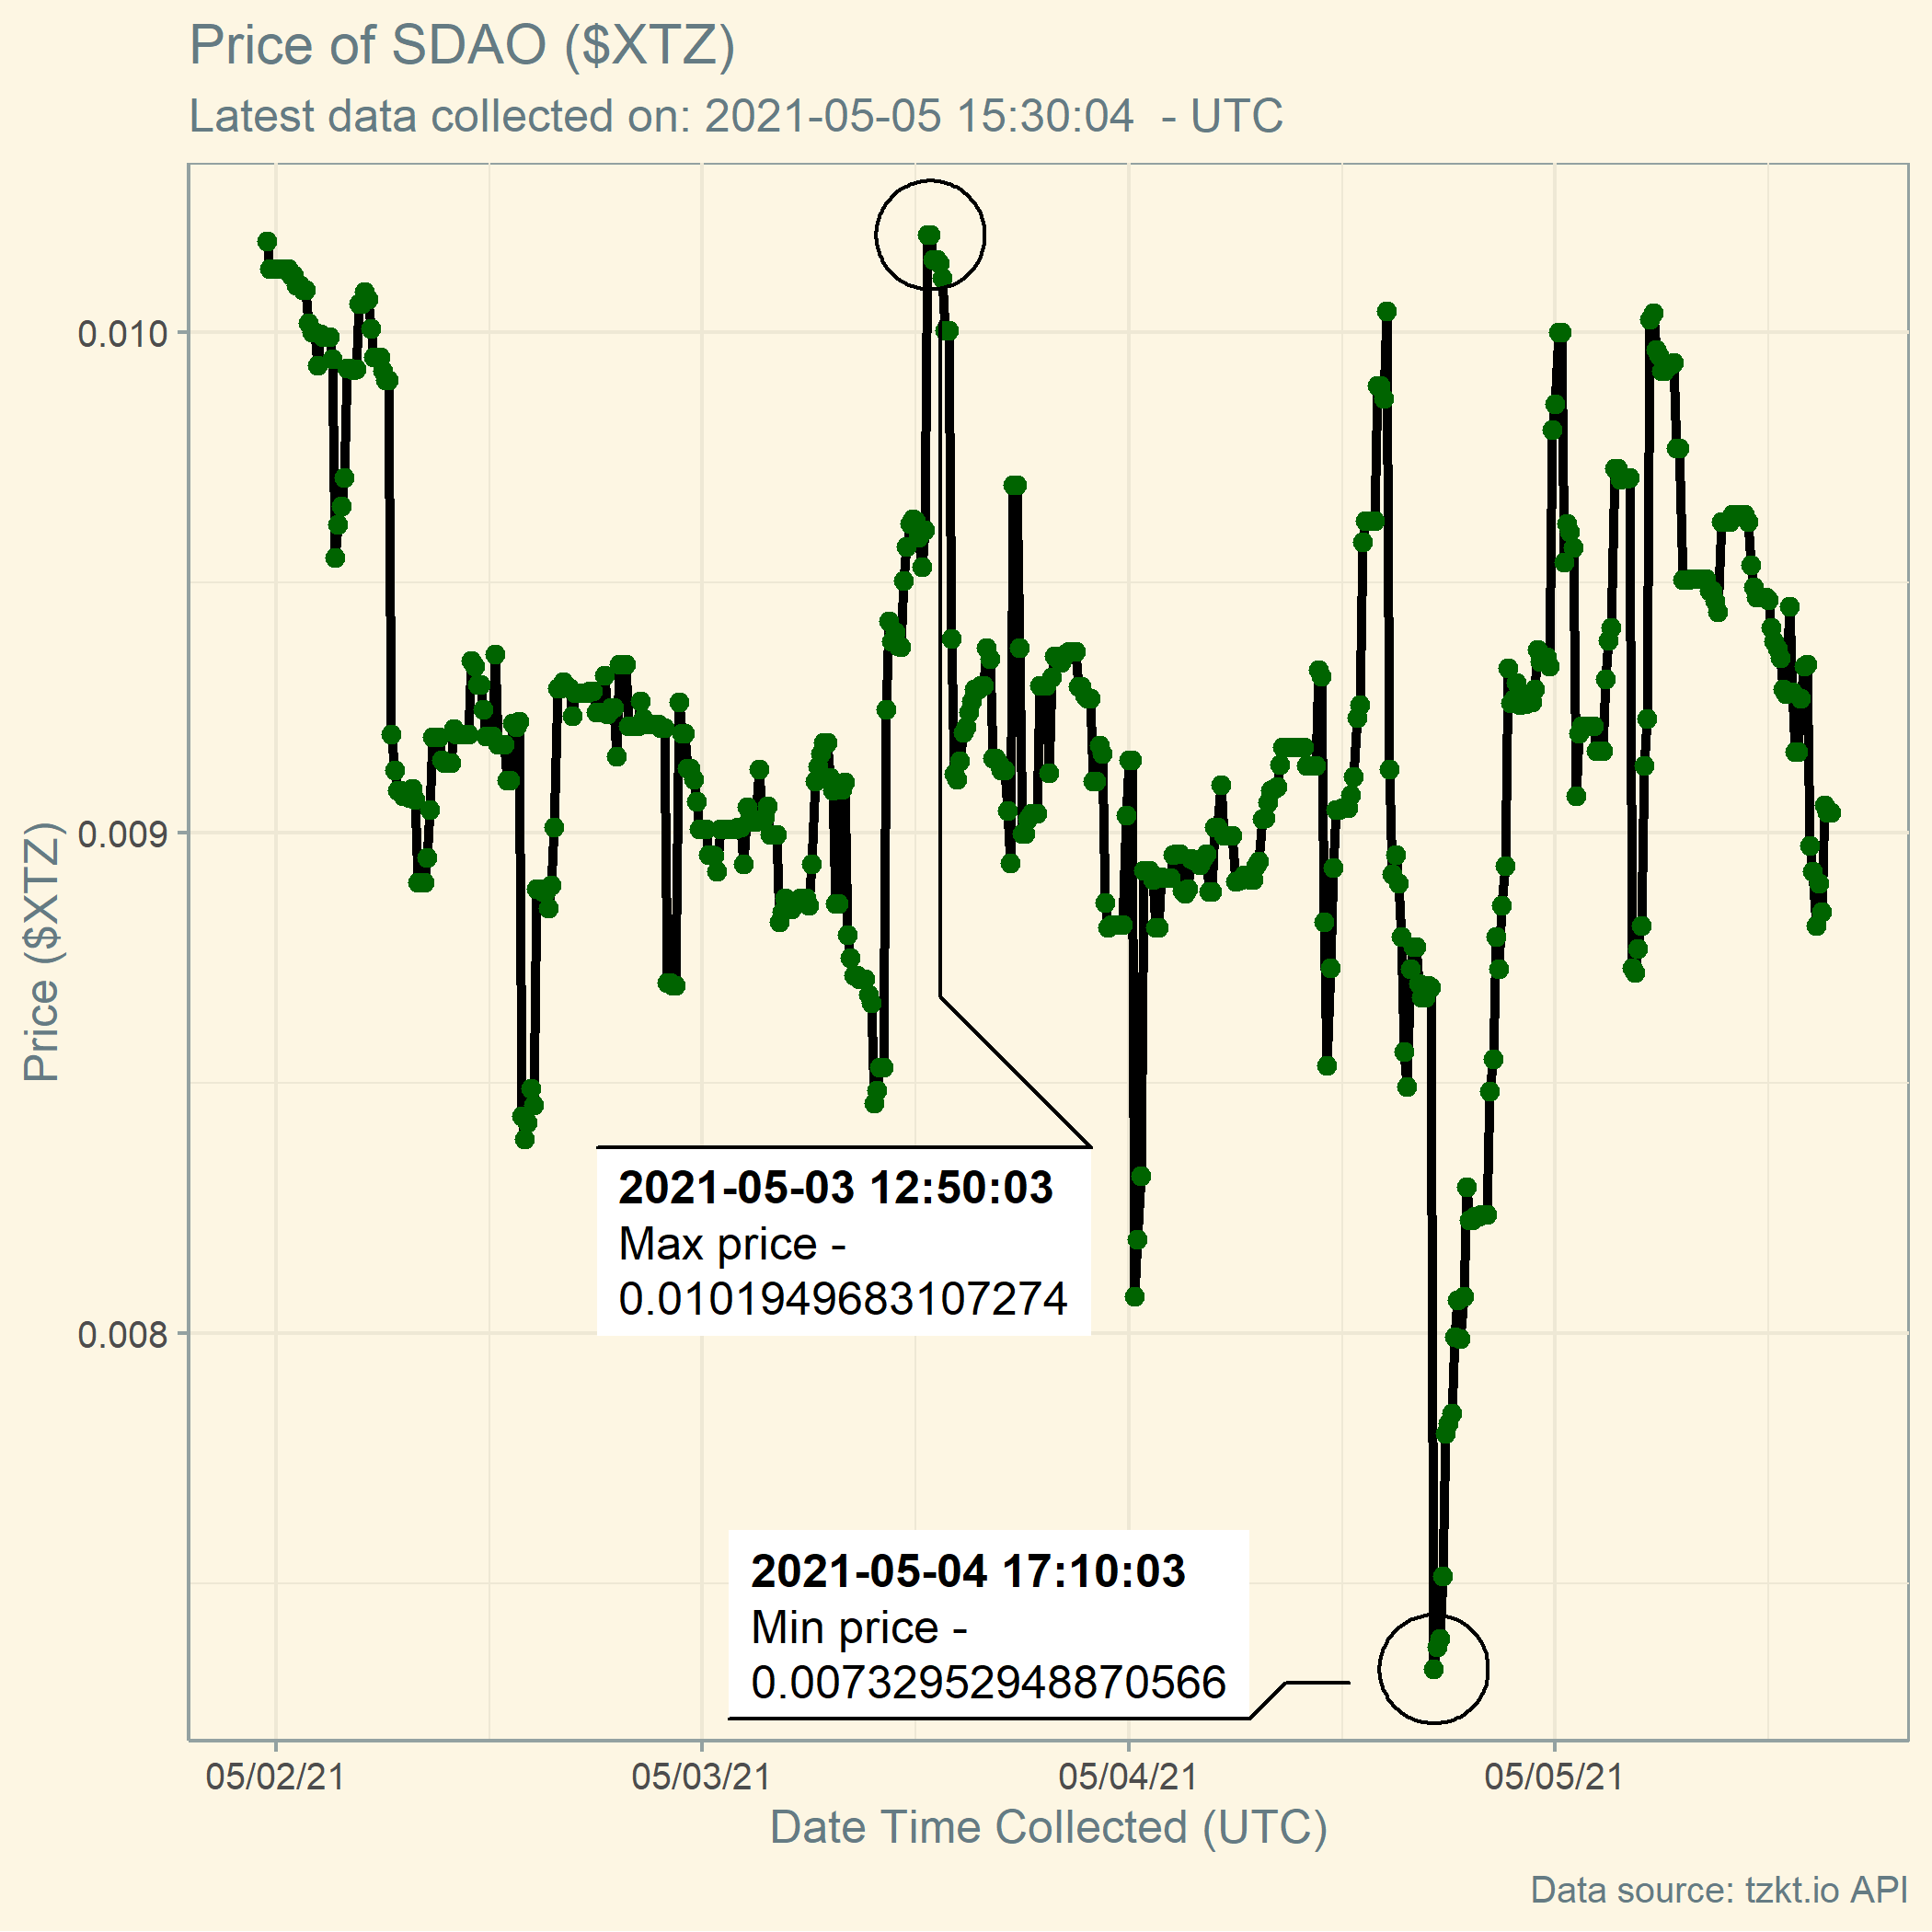 Price of SDAO ($XTZ)
Latest data collected on: 2021-05-05 15:30:04  - UTC
0.010
0.009
0.008
Price ($XTZ)
2021-05-03 12:50:03
Max price -
0.0101949683107274
2021-05-04 17:10:03
Min price -
0.00732952948870566
05/02/21
05/03/21
05/04/21
05/05/21
Date Time Collected (UTC)
Data source: tzkt.io API